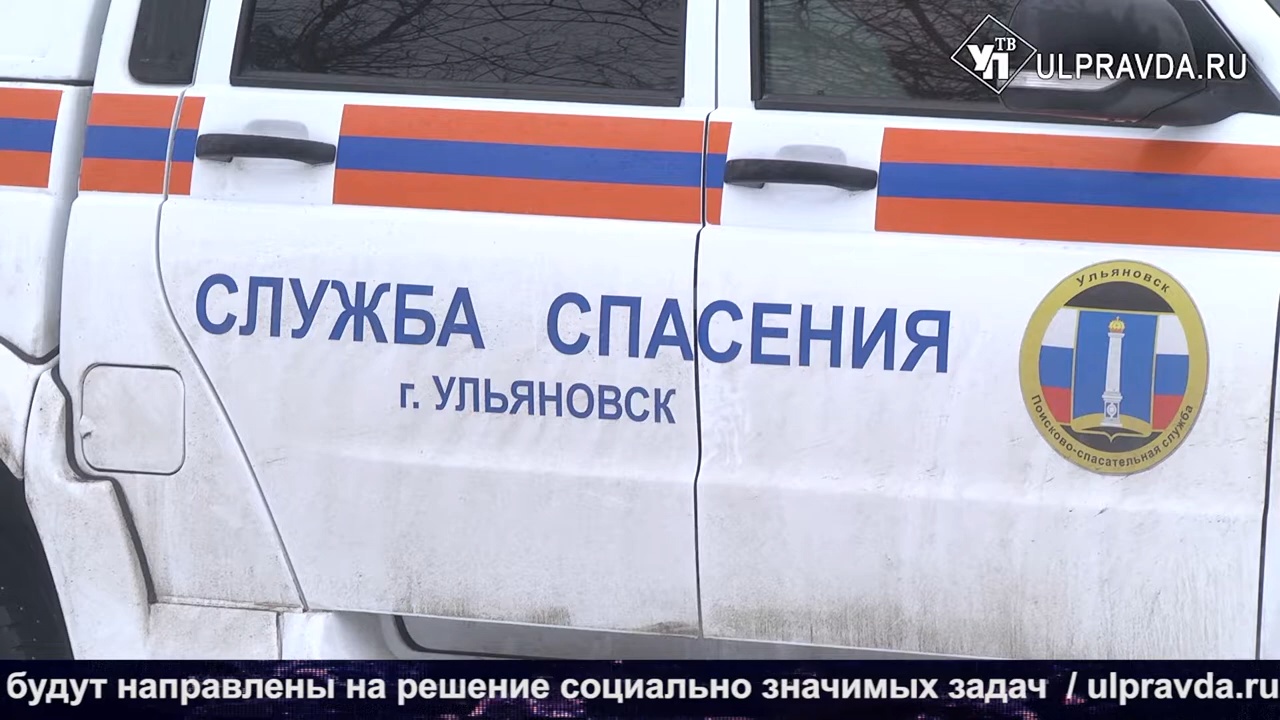 УП ТВ ULPRAVDA.RU
СЛУЖБА СПАСЕНИЯ
г. УЛЬЯНОВСК
Ульяновск
Поисково-спасательная служба
будут направлены на решение социально значимых задач / ulpravda.ru